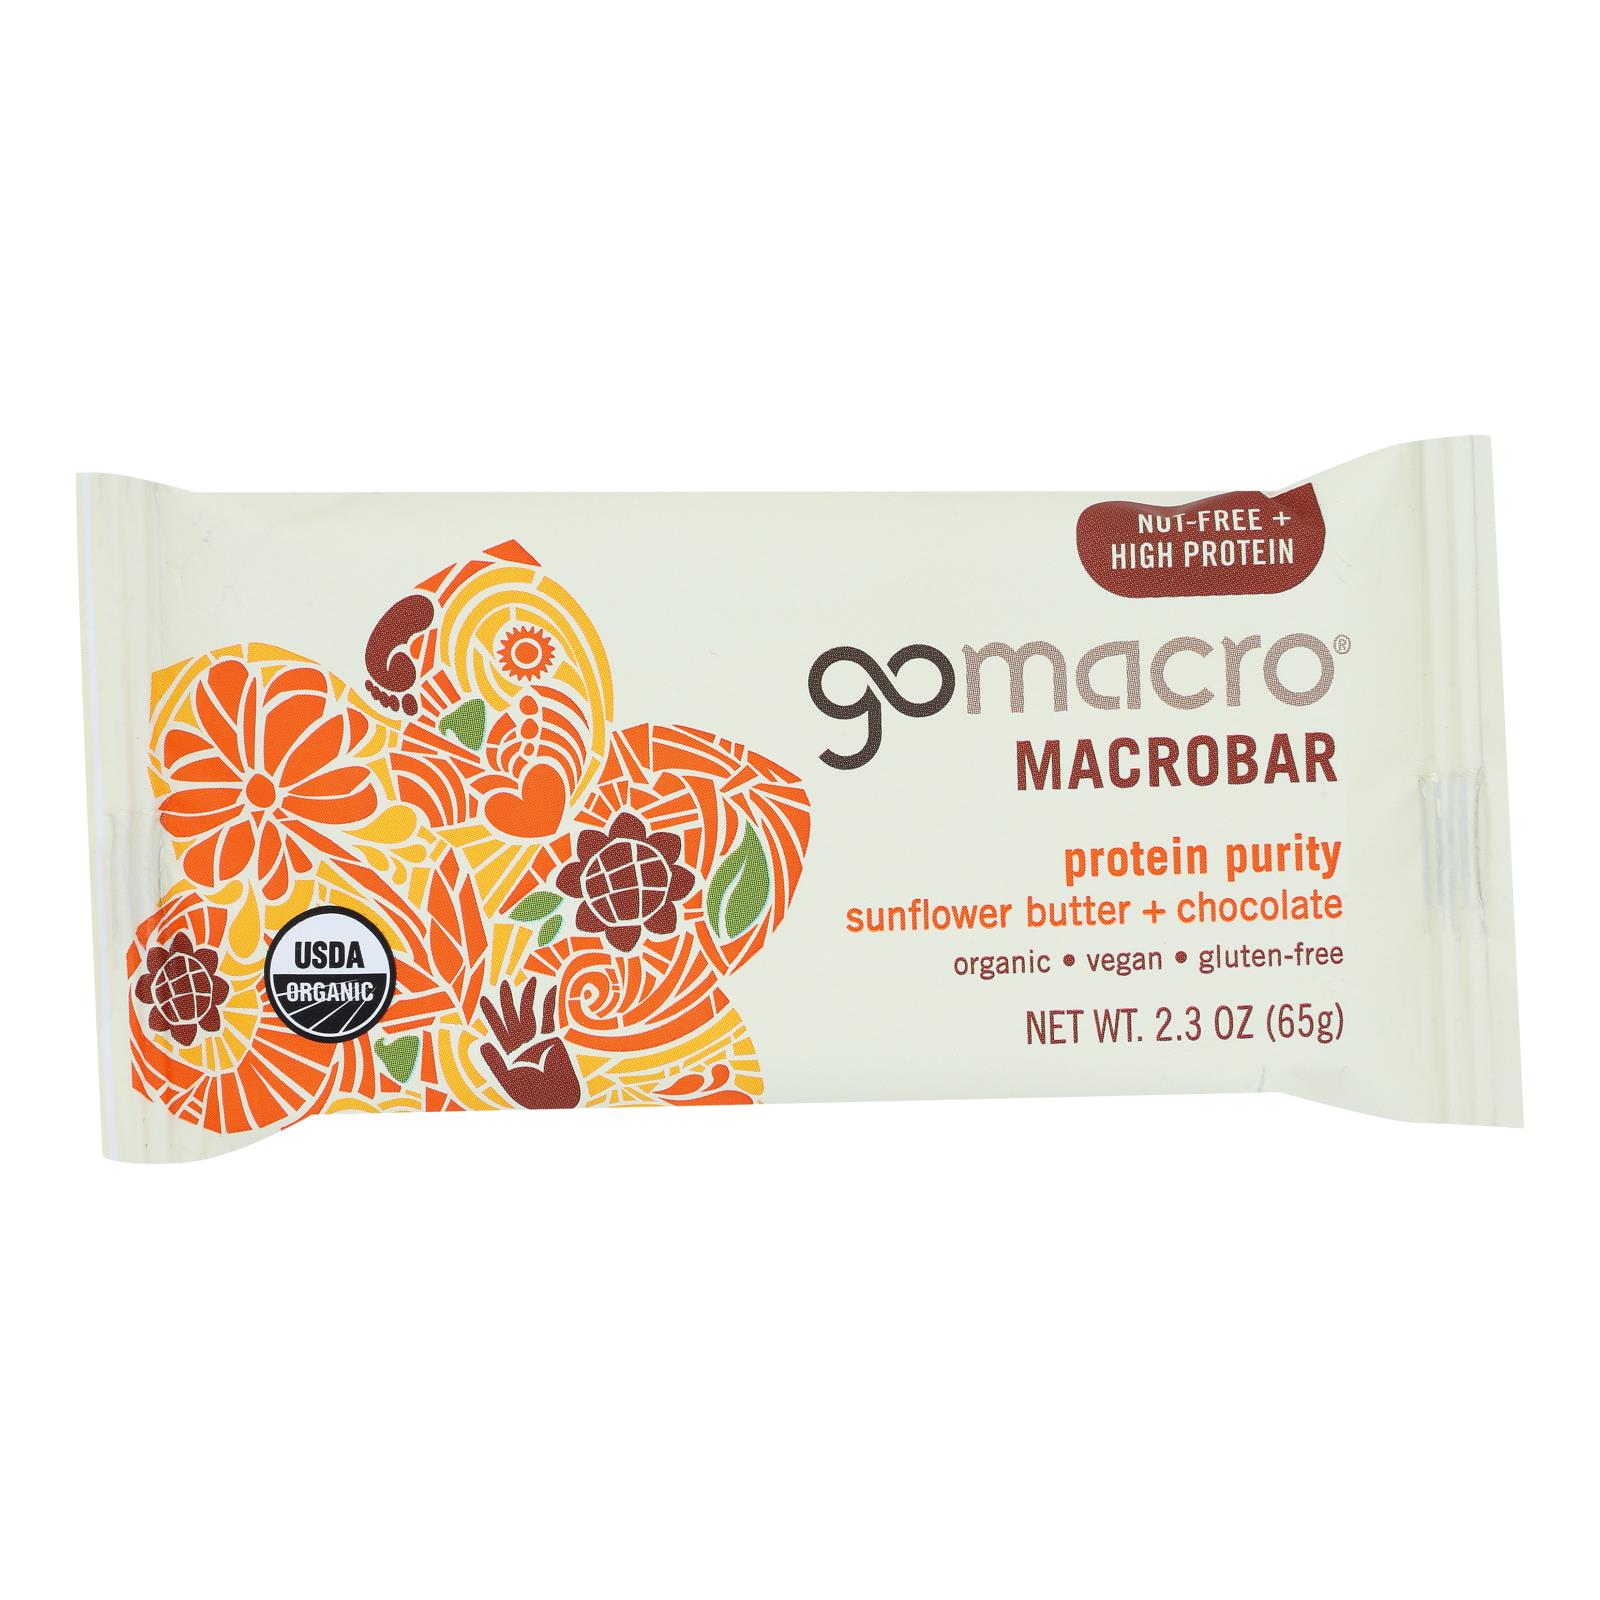 NUT-FREE +
HIGH PROTEIN
gomacro®
MACROBAR
protein purity
sunflower butter + chocolate
organic • vegan • gluten-free
NET WT. 2.3 OZ (65g)
USDA
ORGANIC